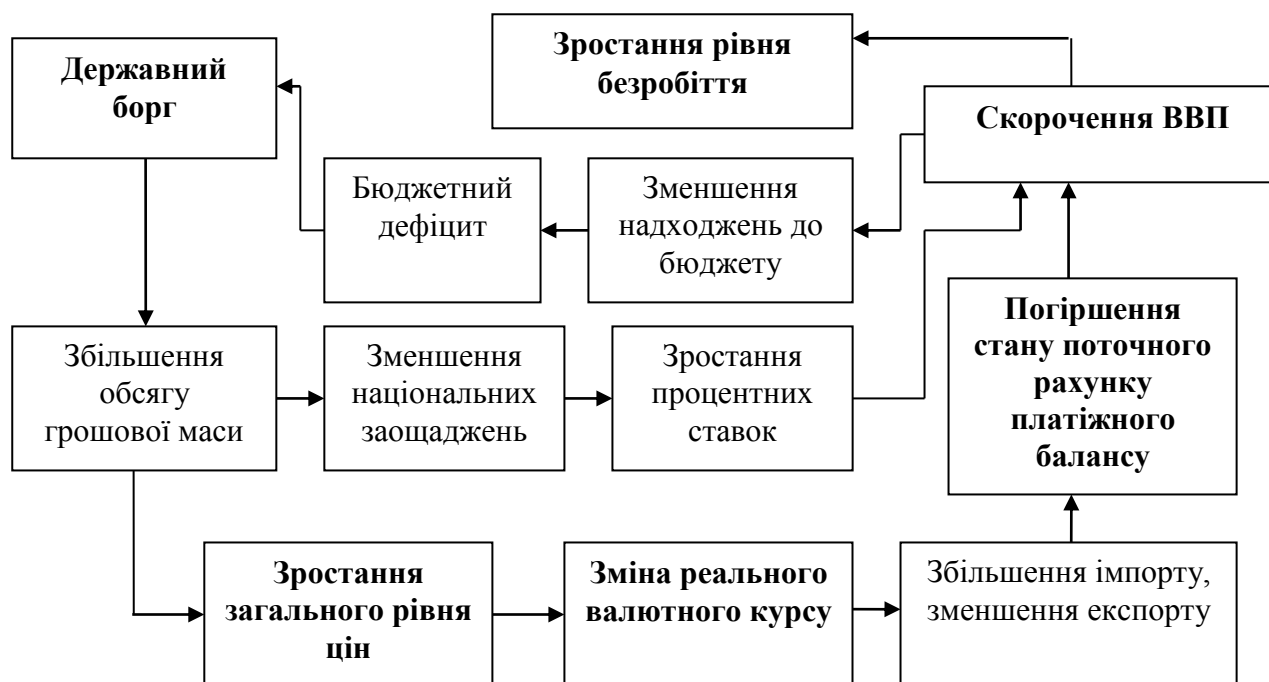 Державний
борг
Зростання рівня
безробіття
Скорочення ВВП
Бюджетний
дефіцит
Зменшення
надходжень до
бюджету
Збільшення
обсягу
грошової маси
Зменшення
національних
заощаджень
Зростання
процентних
ставок
Погіршення
стану поточного
рахунку
платіжного
балансу
Зростання
загального рівня
цін
Зміна реального
валютного курсу
Збільшення імпорту,
зменшення експорту